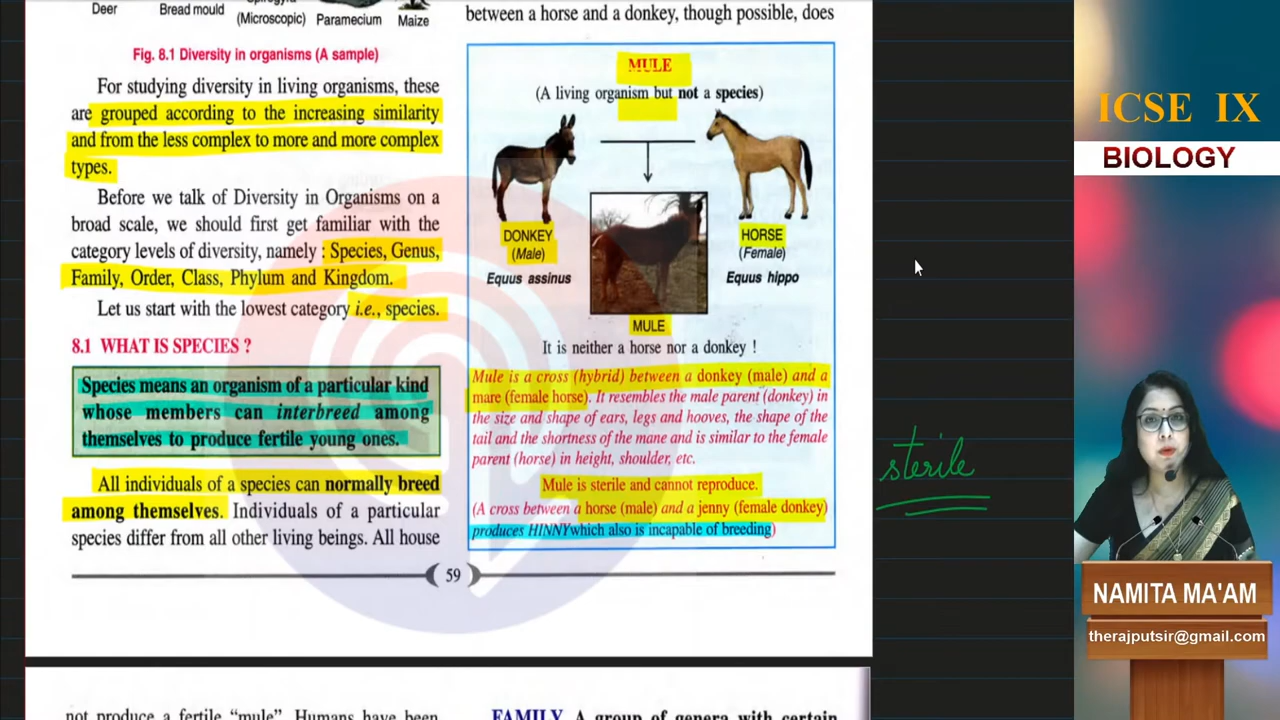 Deer
Bread mould
(Microscopic)
Paramecium
Maize
Fig. 8.1 Diversity in organisms (A sample)
For studying diversity in living organisms, these
are grouped according to the increasing similarity
and from the less complex to more and more complex
types.
Before we talk of Diversity in Organisms on a
broad scale, we should first get familiar with the
category levels of diversity, namely : Species, Genus,
Family, Order, Class, Phylum and Kingdom.
Let us start with the lowest category i.e., species.
8.1 WHAT IS SPECIES ?
Species means an organism of a particular kind
whose members can interbreed among
themselves to produce fertile young ones.
All individuals of a species can normally breed
among themselves. Individuals of a particular
species differ from all other living beings. All house
between a horse and a donkey, though possible, does
MULE
(A living organism but not a species)
DONKEY
(Male)
Equus assinus
HORSE
(Female)
Equus hippo
MULE
It is neither a horse nor a donkey !
Mule is a cross (hybrid) between a donkey (male) and a
mare (female horse). It resembles the male parent (donkey) in
the size and shape of ears, legs and hooves, the shape of the
tail and the shortness of the mane and is similar to the female
parent (horse) in height, shoulder, etc.
Mule is sterile and cannot reproduce.
(A cross between a horse (male) and a jenny (female donkey)
produces HINNY which also is incapable of breeding)
59
not produce a fertile “mule”. Humans have been
FAMILY A group of genera with certain
sterile
ICSE IX
BIOLOGY
NAMITA MA'AM
therajputsir@gmail.com